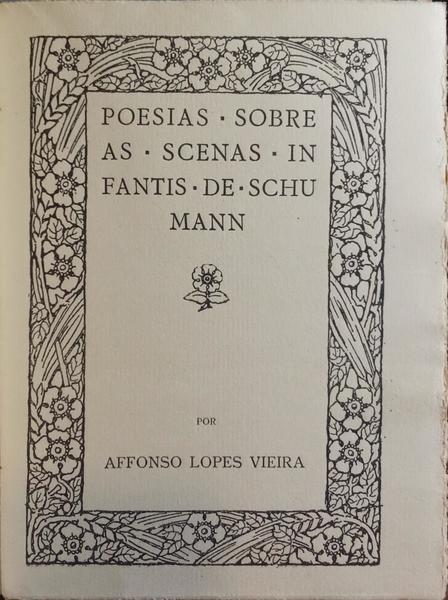 POESIAS · SOBRE
AS · SCENAS · IN
FANTIS · DE · SCHU
MANN
POR
AFFONSO LOPES VIEIRA